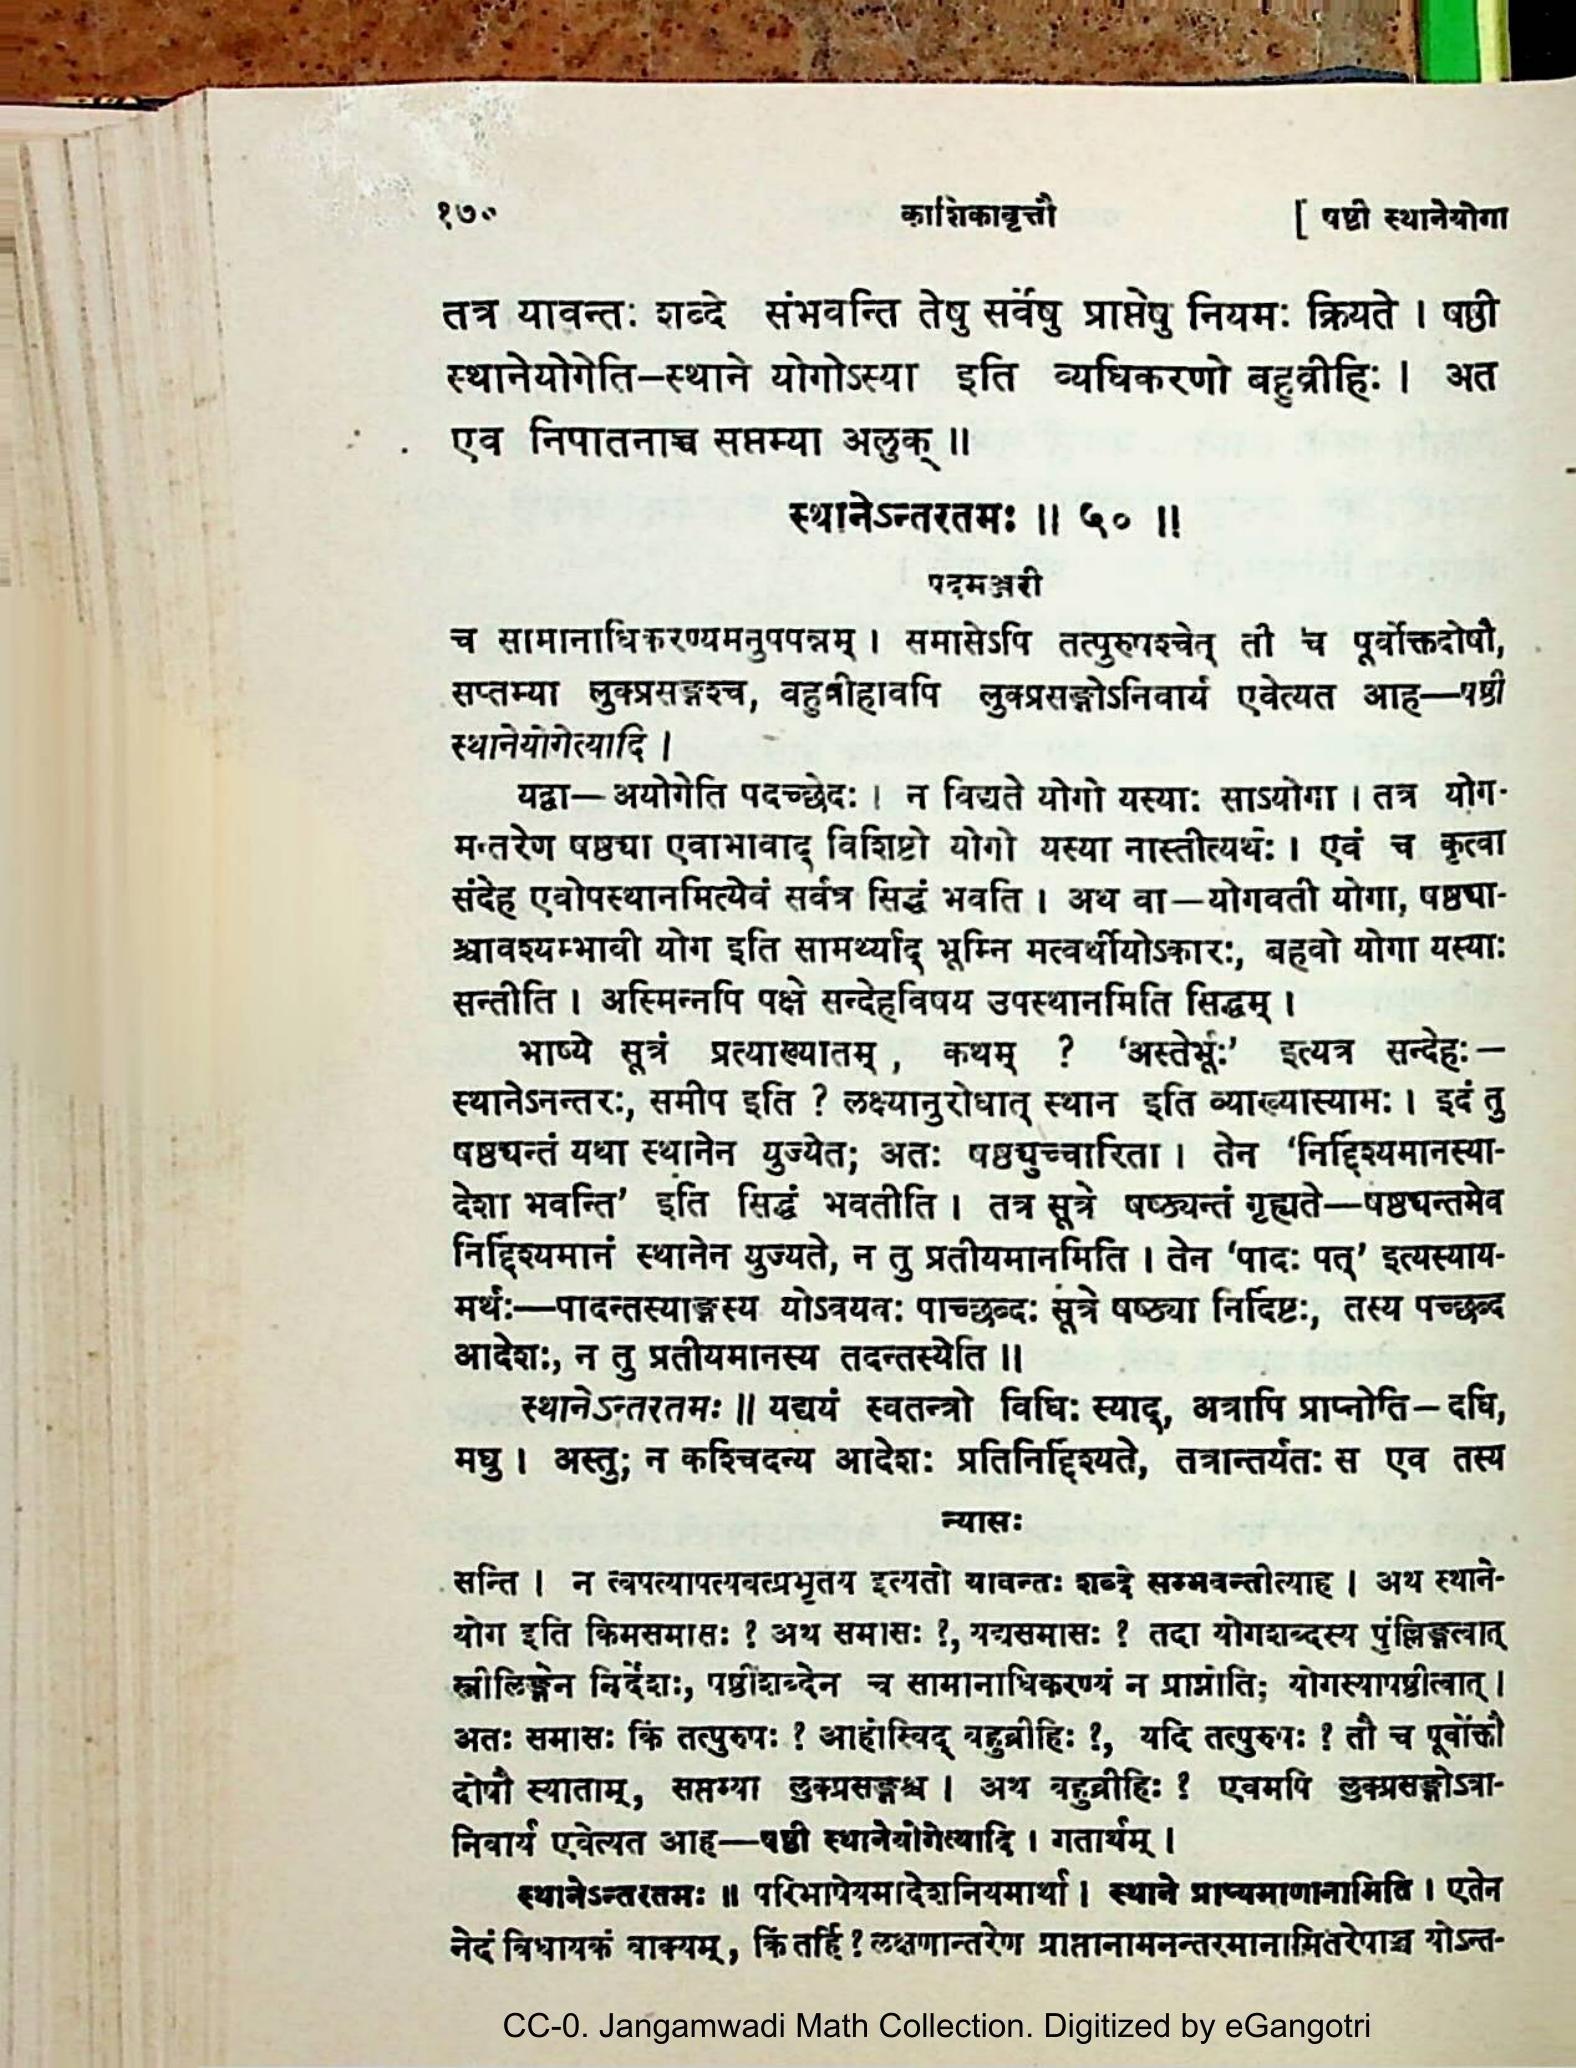 १७०
काशिकावृत्तौ
[ षष्ठी स्थानेयोगा
तत्र यावन्तः शब्दे संभवन्ति तेषु सर्वेषु प्राप्तेषु नियमः क्रियते । षष्ठी
स्थानेयोगेति—स्थाने योगोऽस्या इति व्यधिकरणो बहुव्रीहिः । अत
एव निपातनाच्च सप्तम्या अलुक् ॥
स्थानेऽन्तरतमः ॥ ५० ॥
पदमञ्जरी
च सामानाधिकरण्यमनुपपन्नम् । समासेऽपि तत्पुरुषश्चेत् तौ च पूर्वोक्तदोषौ,
सप्तम्या लुक्प्रसङ्गश्च, बहुव्रीहावपि लुक्प्रसङ्गोऽनिवार्य एवेत्यत आह—षष्ठी
स्थानेयोगेत्यादि ।
यद्वा—अयोगेति पदच्छेदः । न विद्यते योगो यस्याः साऽयोगा । तत्र योग-
मन्तरेण षष्ठ्या एवाभावाद् विशिष्टो योगो यस्या नास्तीत्यर्थः । एवं च कृत्वा
संदेह एवोपस्थानमित्येवं सर्वत्र सिद्धं भवति । अथ वा—योगवती योगा, षष्ठ्या-
श्चावश्यम्भावी योग इति सामर्थ्याद् भूम्नि मत्वर्थीयोऽकारः, बहवो योगा यस्याः
सन्तीति । अस्मिन्नपि पक्षे सन्देहविषय उपस्थानमिति सिद्धम् ।
भाष्ये सूत्रं प्रत्याख्यातम् , कथम् ? 'अस्तेर्भूः' इत्यत्र सन्देहः—
स्थानेऽनन्तरः, समीप इति ? लक्ष्यानुरोधात् स्थान इति व्याख्यास्यामः । इदं तु
षष्ठ्यन्तं यथा स्थानेन युज्येत; अतः षष्ठ्युच्चारिता । तेन 'निर्द्दिश्यमानस्या-
देशा भवन्ति' इति सिद्धं भवतीति । तत्र सूत्रे षष्ठ्यन्तं गृह्यते—षष्ठ्यन्तमेव
निर्द्दिश्यमानं स्थानेन युज्यते, न तु प्रतीयमानमिति । तेन 'पादः पत्' इत्यस्याय-
मर्थः—पादन्तस्याङ्गस्य योऽवयवः पाच्छब्दः सूत्रे षष्ठ्या निर्दिष्टः, तस्य पच्छब्द
आदेशः, न तु प्रतीयमानस्य तदन्तस्येति ॥
स्थानेऽन्तरतमः ॥ यद्ययं स्वतन्त्रो विधिः स्याद्, अत्रापि प्राप्नोति— दधि,
मधु । अस्तु; न कश्चिदन्य आदेशः प्रतिनिर्द्दिश्यते, तत्रान्तर्यतः स एव तस्य
न्यासः
सन्ति । न त्वपत्यापत्यवत्प्रभृतय इत्यतो यावन्तः शब्दे सम्भवन्तीत्याह । अथ स्थाने-
योग इति किमसमासः ? अथ समासः ?, यद्यसमासः ? तदा योगशब्दस्य पुंल्लिङ्गत्वात्
स्त्रीलिङ्गेन निर्देशः, षष्ठीशब्देन च सामानाधिकरण्यं न प्राप्नोति; योगस्याषष्ठीत्वात् ।
अतः समासः किं तत्पुरुषः ? आहोस्विद् बहुव्रीहिः ?, यदि तत्पुरुषः ? तौ च पूर्वोक्तौ
दोषौ स्याताम्, सप्तम्या लुक्प्रसङ्गश्च । अथ बहुव्रीहिः ? एवमपि लुक्प्रसङ्गोऽत्रा-
निवार्य एवेत्यत आह—षष्ठी स्थानेयोगेत्यादि । गतार्थम् ।
स्थानेऽन्तरतमः ॥ परिभाषेयमादेशनियमार्था । स्थाने प्राप्यमाणानामिति । एतेन
नेदं विधायकं वाक्यम् , किं तर्हि ? लक्षणान्तरेण प्राप्तानामनन्तरमानामितरेषाञ्च योऽन्त-
CC-0. Jangamwadi Math Collection. Digitized by eGangotri